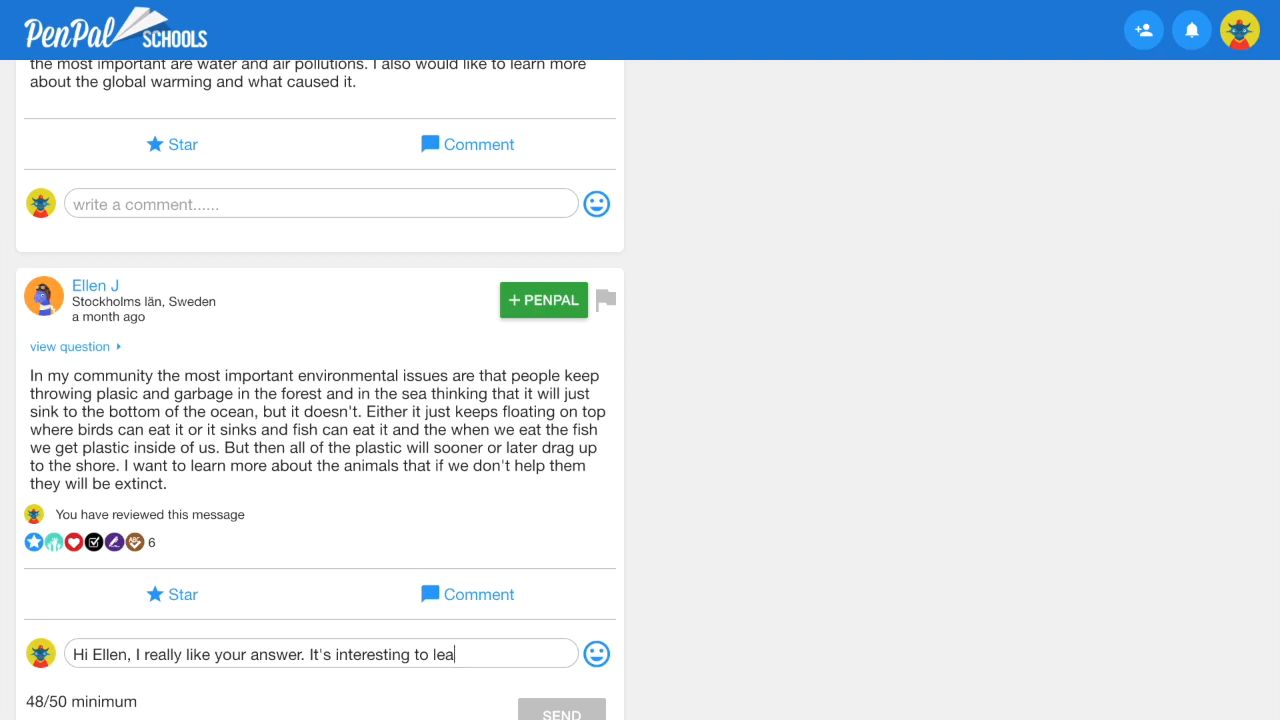 PenPal SCHOOLS
the most important are water and air pollutions. I also would like to learn more
about the global warming and what caused it.
Star
Comment
write a comment......
Ellen J
Stockholms län, Sweden
a month ago
+ PENPAL
view question
In my community the most important environmental issues are that people keep
throwing plasic and garbage in the forest and in the sea thinking that it will just
sink to the bottom of the ocean, but it doesn't. Either it just keeps floating on top
where birds can eat it or it sinks and fish can eat it and the when we eat the fish
we get plastic inside of us. But then all of the plastic will sooner or later drag up
to the shore. I want to learn more about the animals that if we don't help them
they will be extinct.
You have reviewed this message
ABC
6
Star
Comment
Hi Ellen, I really like your answer. It's interesting to lea
48/50 minimum
SEND